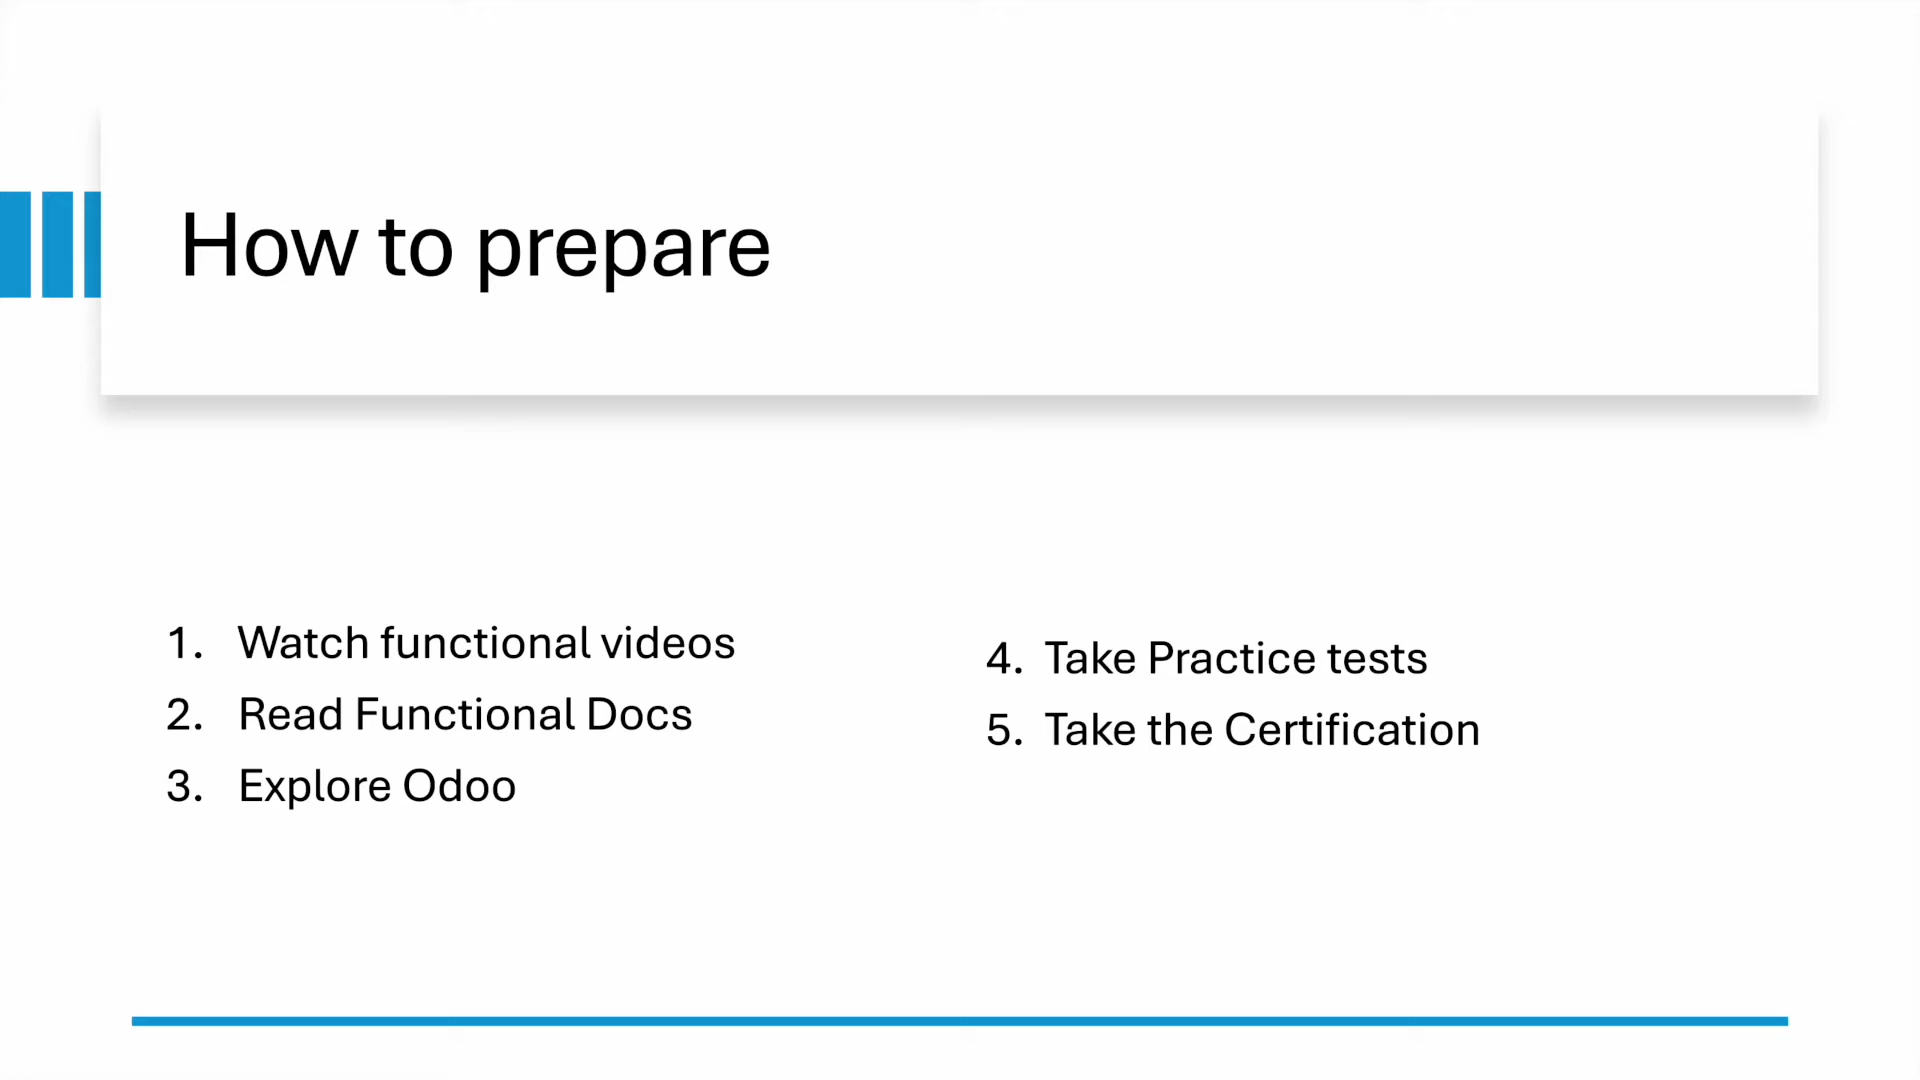 How to prepare
1. Watch functional videos
2. Read Functional Docs
3. Explore Odoo
4. Take Practice tests
5. Take the Certification